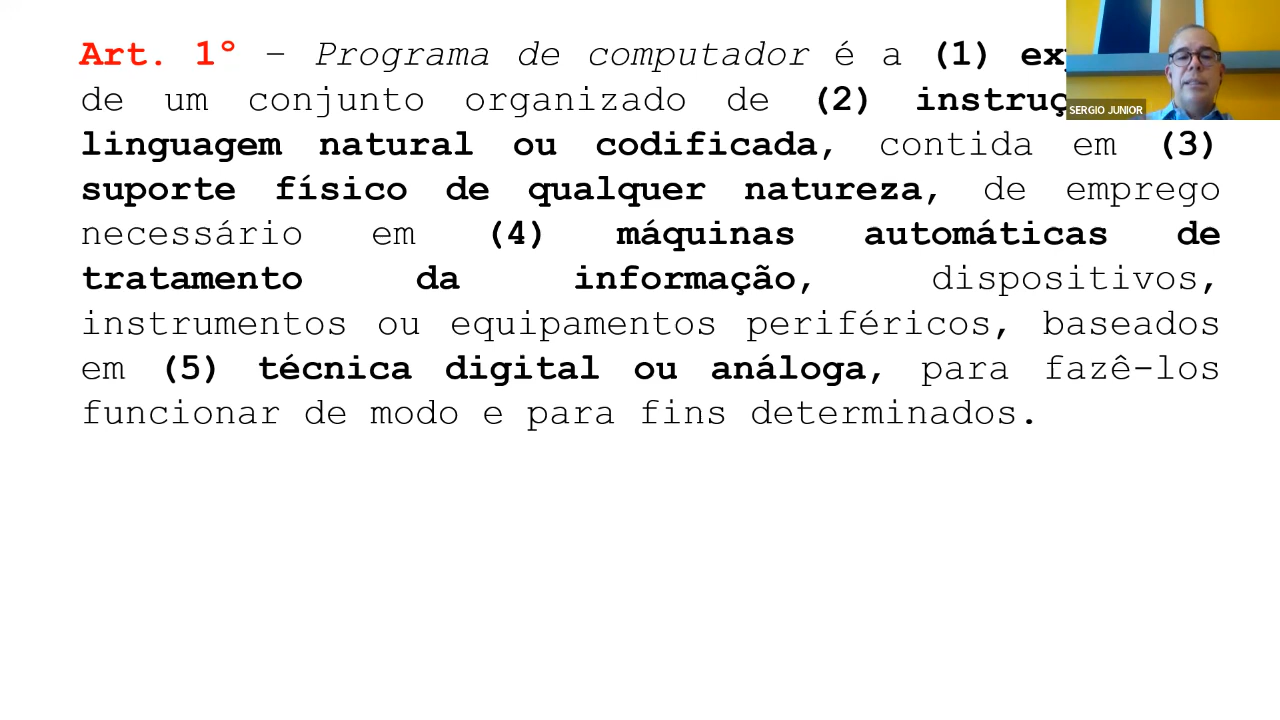 Art. 1º – Programa de computador é a (1)
de um conjunto organizado de (2)
linguagem natural ou codificada, contida em (3)
suporte físico de qualquer natureza, de emprego
necessário em (4) máquinas automáticas de
tratamento da informação, dispositivos,
instrumentos ou equipamentos periféricos, baseados
em (5) técnica digital ou análoga, para fazê-los
funcionar de modo e para fins determinados.
SERGIO JUNIOR